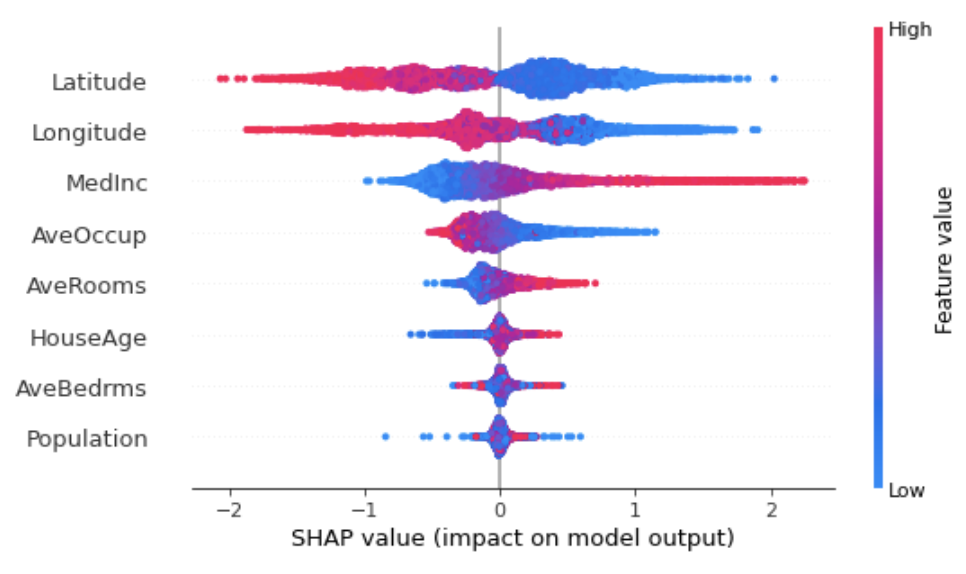 High
Latitude
Longitude
MedInc
AveOccup
AveRooms
HouseAge
AveBedrms
Population
Feature value
Low
−2 −1 0 1 2
SHAP value (impact on model output)